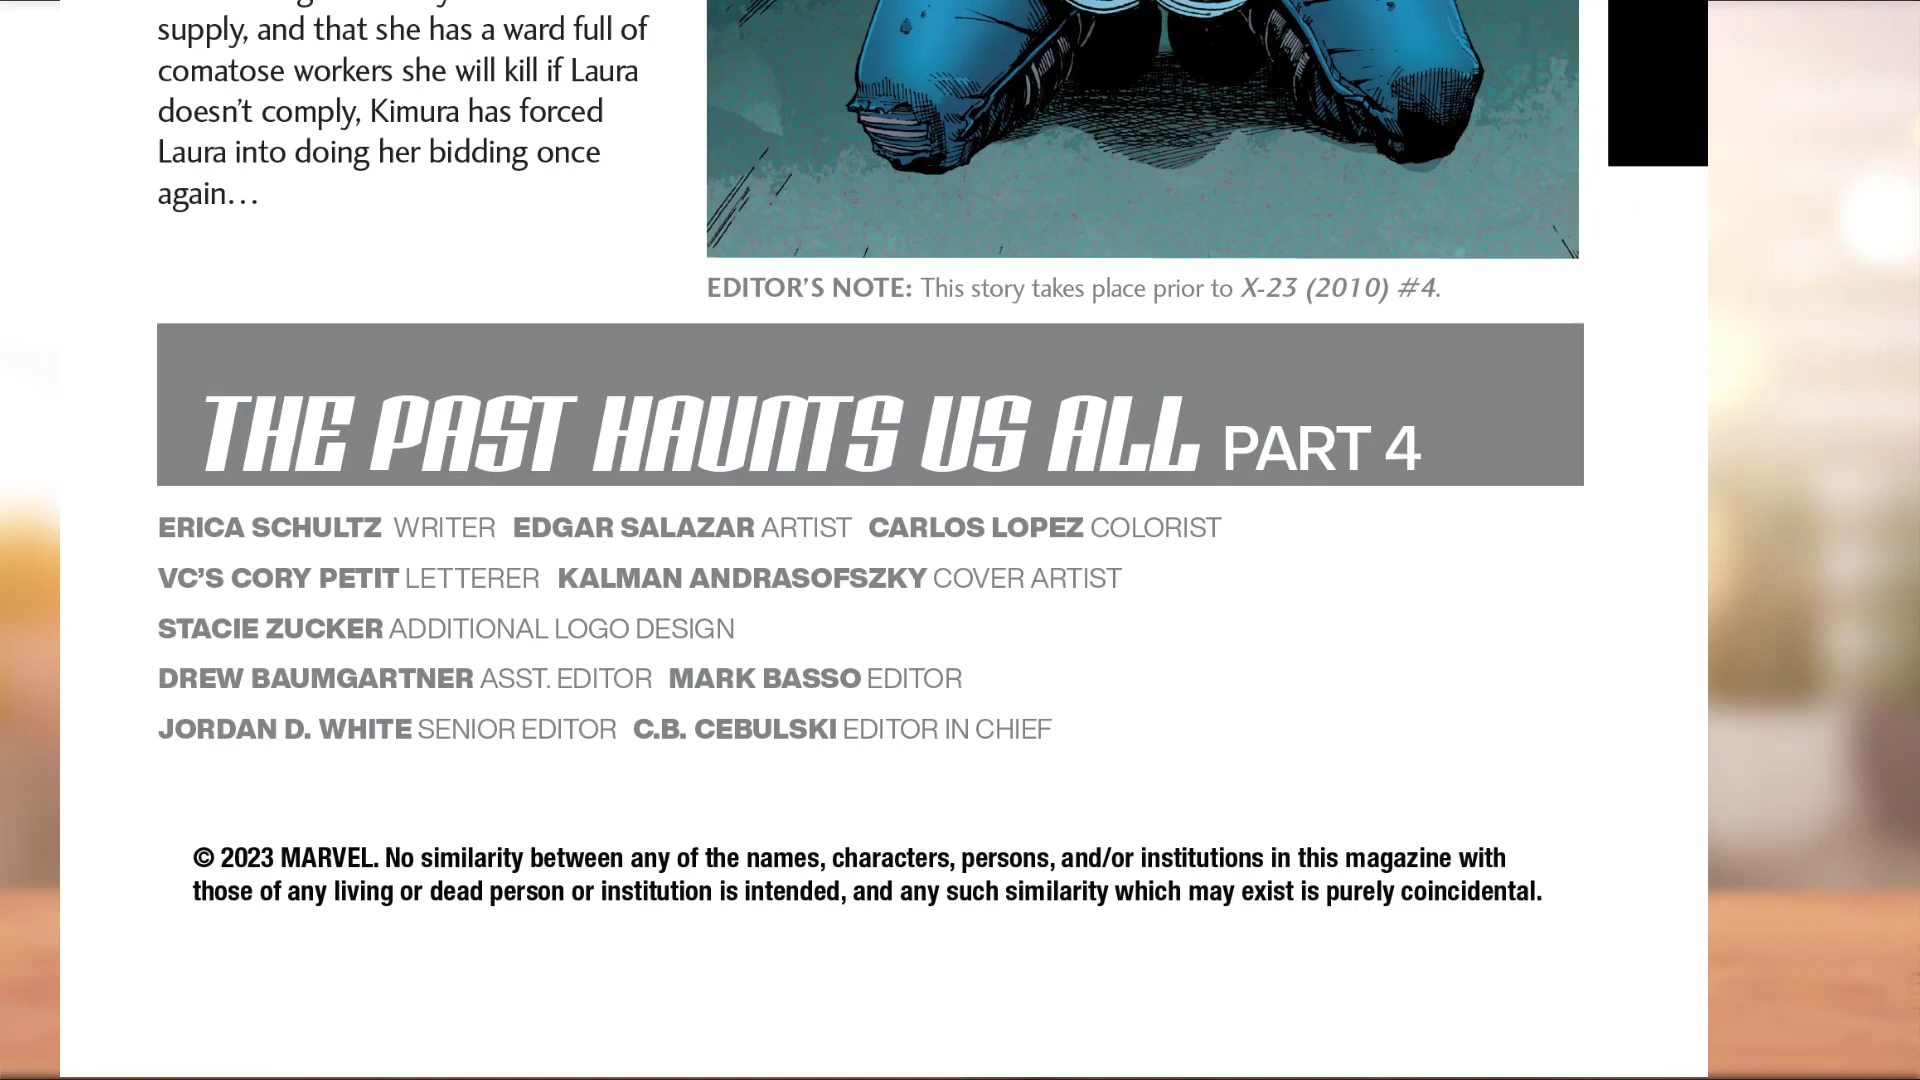 supply, and that she has a ward full of
comatose workers she will kill if Laura
doesn't comply, Kimura has forced
Laura into doing her bidding once
again…
EDITOR'S NOTE: This story takes place prior to X-23 (2010) #4.
THE PAST HAUNTS US ALL PART 4
ERICA SCHULTZ WRITER EDGAR SALAZAR ARTIST CARLOS LOPEZ COLORIST
VC'S CORY PETIT LETTERER KALMAN ANDRASOFSZKY COVER ARTIST
STACIE ZUCKER ADDITIONAL LOGO DESIGN
DREW BAUMGARTNER ASST. EDITOR MARK BASSO EDITOR
JORDAN D. WHITE SENIOR EDITOR C.B. CEBULSKI EDITOR IN CHIEF
© 2023 MARVEL. No similarity between any of the names, characters, persons, and/or institutions in this magazine with
those of any living or dead person or institution is intended, and any such similarity which may exist is purely coincidental.